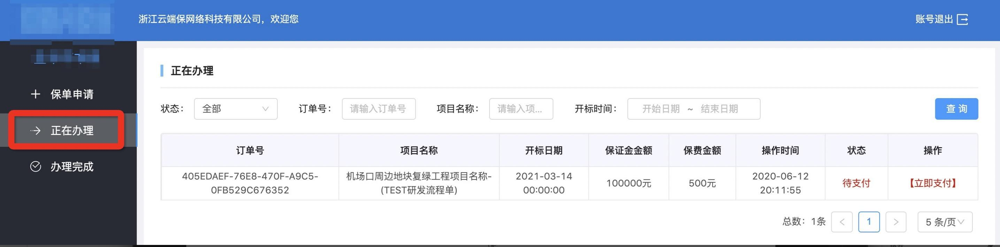 浙江云端保网络科技有限公司，欢迎您
账号退出
保单申请
正在办理
办理完成
正在办理
状态：
全部
订单号：
请输入订单号
项目名称：
请输入项...
开标时间：
开始日期 ~ 结束日期
查 询
订单号
项目名称
开标日期
保证金金额
保费金额
操作时间
状态
操作
405EDAEF-76E8-470F-A9C5-
0FB529C676352
机场口周边地块复绿工程项目名称-
(TEST研发流程单)
2021-03-14
00:00:00
100000元
500元
2020-06-12
20:11:55
待支付
【立即支付】
总数：1条
<
1
>
5 条/页